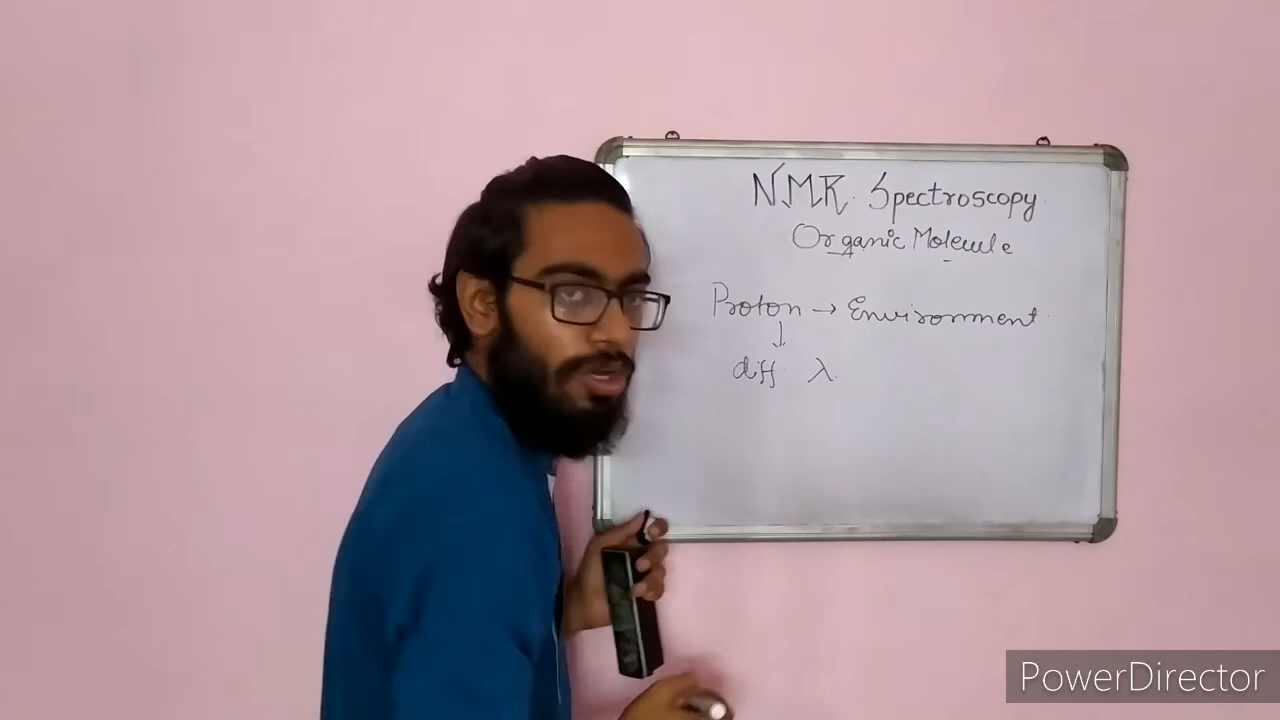 NMR. Spectroscopy
Organic Molecule
Proton → Environment
↓
diff λ
PowerDirector